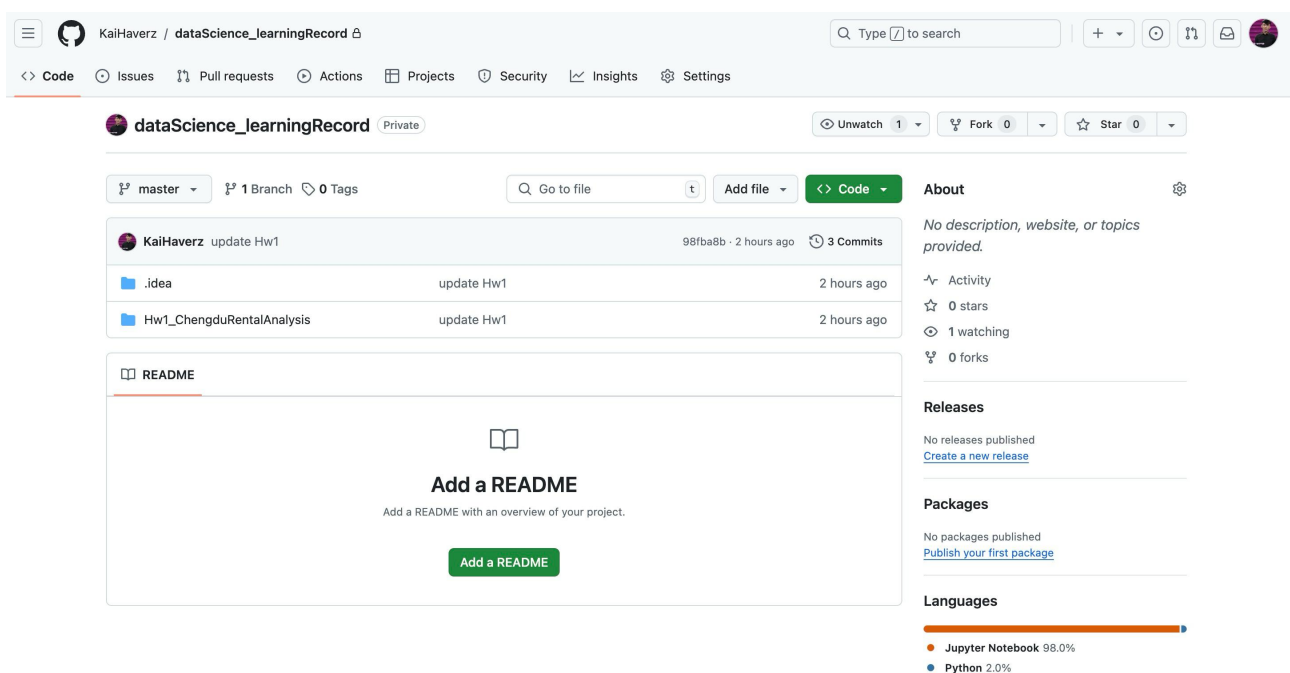 KaiHaverz / dataScience_learningRecord
Type / to search
Code Issues Pull requests Actions Projects Security Insights Settings
dataScience_learningRecord Private
Unwatch 1 Fork 0 Star 0
master 1 Branch 0 Tags Go to file t Add file Code
KaiHaverz update Hw1 98fba8b · 2 hours ago 3 Commits
.idea update Hw1 2 hours ago
Hw1_ChengduRentalAnalysis update Hw1 2 hours ago
README
Add a README
Add a README with an overview of your project.
Add a README
About
No description, website, or topics
provided.
Activity
0 stars
1 watching
0 forks
Releases
No releases published
Create a new release
Packages
No packages published
Publish your first package
Languages
Jupyter Notebook 98.0%
Python 2.0%